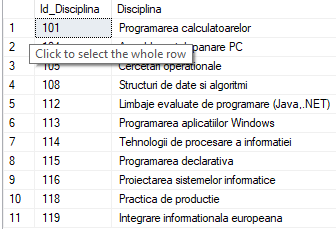 Id_Disciplina Disciplina
1 101 Programarea calculatoarelor
2 panare PC
Click to select the whole row
3 105 Cercetari operationale
4 108 Structuri de date si algoritmi
5 112 Limbaje evaluate de programare (Java,.NET)
6 113 Programarea aplicatiilor Windows
7 114 Tehnologii de procesare a informatiei
8 115 Programarea declarativa
9 116 Proiectarea sistemelor informatice
10 118 Practica de productie
11 119 Integrare informationala europeana